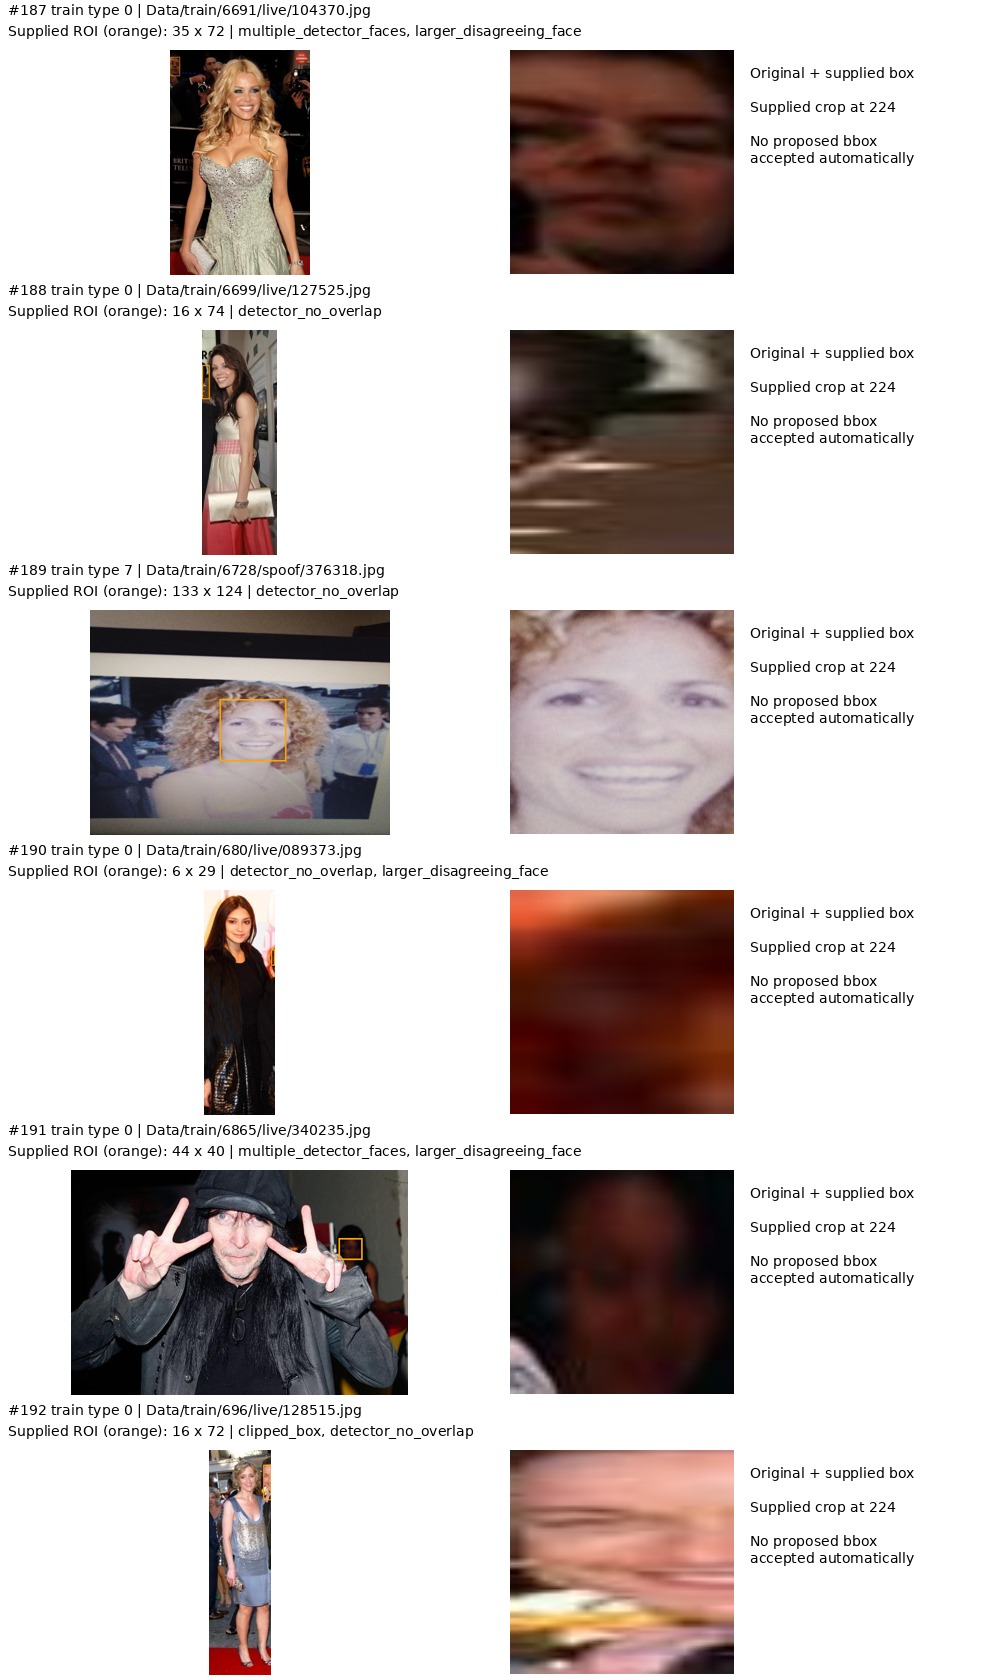 #187 train type 0 | Data/train/6691/live/104370.jpg
Supplied ROI (orange): 35 x 72 | multiple_detector_faces, larger_disagreeing_face
Original + supplied box
Supplied crop at 224
No proposed bbox
accepted automatically
#188 train type 0 | Data/train/6699/live/127525.jpg
Supplied ROI (orange): 16 x 74 | detector_no_overlap
Original + supplied box
Supplied crop at 224
No proposed bbox
accepted automatically
#189 train type 7 | Data/train/6728/spoof/376318.jpg
Supplied ROI (orange): 133 x 124 | detector_no_overlap
Original + supplied box
Supplied crop at 224
No proposed bbox
accepted automatically
#190 train type 0 | Data/train/680/live/089373.jpg
Supplied ROI (orange): 6 x 29 | detector_no_overlap, larger_disagreeing_face
Original + supplied box
Supplied crop at 224
No proposed bbox
accepted automatically
#191 train type 0 | Data/train/6865/live/340235.jpg
Supplied ROI (orange): 44 x 40 | multiple_detector_faces, larger_disagreeing_face
Original + supplied box
Supplied crop at 224
No proposed bbox
accepted automatically
#192 train type 0 | Data/train/696/live/128515.jpg
Supplied ROI (orange): 16 x 72 | clipped_box, detector_no_overlap
Original + supplied box
Supplied crop at 224
No proposed bbox
accepted automatically